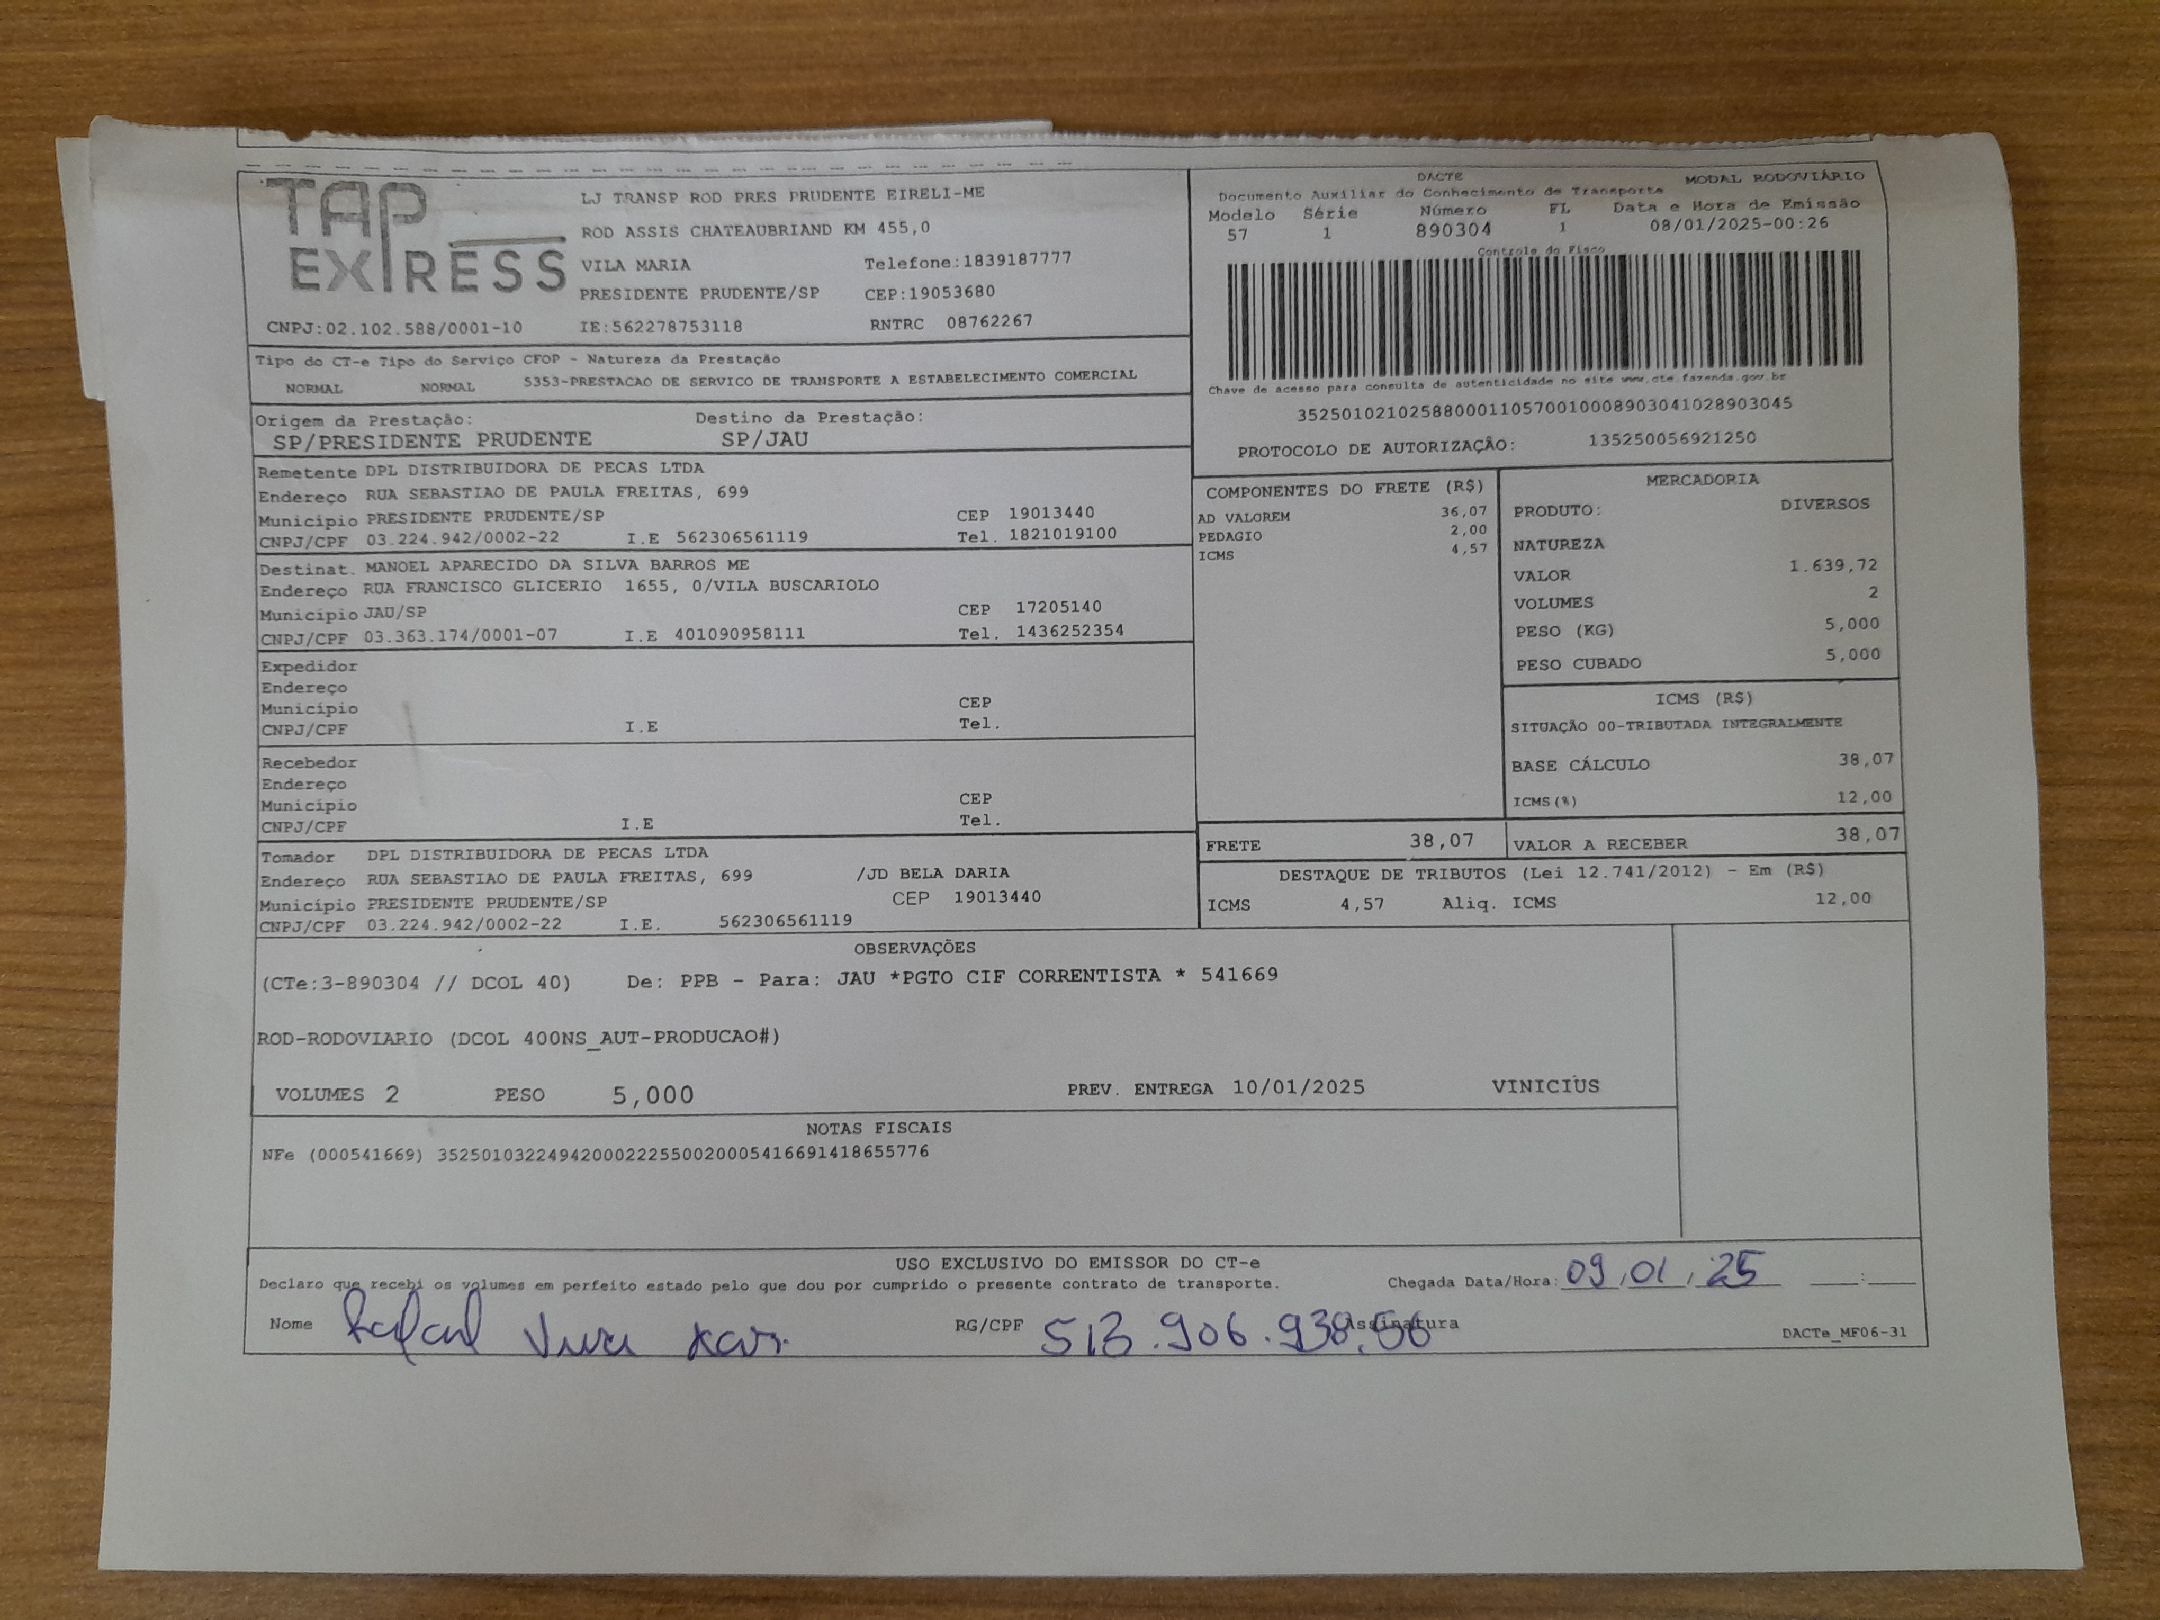 TAP EXPRESS
LJ TRANSP ROD PRES PRUDENTE EIRELI-ME
ROD ASSIS CHATEAUBRIAND KM 455,0
VILA MARIA Telefone:1839187777
PRESIDENTE PRUDENTE/SP CEP:19053680
CNPJ:02.102.588/0001-10 IE:562278753118 RNTRC 08762267
DACTE MODAL RODOVIÁRIO
Documento Auxiliar do Conhecimento de Transporte
Modelo Série Número FL Data e Hora de Emissão
57 1 890304 1 08/01/2025-00:26
Controle do Fisco
Chave de acesso para consulta de autenticidade no site www.cte.fazenda.gov.br
35250102102588000110570010008903041028903045
PROTOCOLO DE AUTORIZAÇÃO: 135250056921250
Tipo do CT-e Tipo do Serviço CFOP - Natureza da Prestação
NORMAL NORMAL 5353-PRESTACAO DE SERVICO DE TRANSPORTE A ESTABELECIMENTO COMERCIAL
Origem da Prestação: Destino da Prestação:
SP/PRESIDENTE PRUDENTE SP/JAU
Remetente DPL DISTRIBUIDORA DE PECAS LTDA
Endereço RUA SEBASTIAO DE PAULA FREITAS, 699
Município PRESIDENTE PRUDENTE/SP CEP 19013440
CNPJ/CPF 03.224.942/0002-22 I.E 562306561119 Tel. 1821019100
Destinat. MANOEL APARECIDO DA SILVA BARROS ME
Endereço RUA FRANCISCO GLICERIO 1655, 0/VILA BUSCARIOLO
Município JAU/SP CEP 17205140
CNPJ/CPF 03.363.174/0001-07 I.E 401090958111 Tel. 1436252354
Expedidor
Endereço
Município CEP
CNPJ/CPF I.E Tel.
Recebedor
Endereço
Município CEP
CNPJ/CPF I.E Tel.
Tomador DPL DISTRIBUIDORA DE PECAS LTDA
Endereço RUA SEBASTIAO DE PAULA FREITAS, 699 /JD BELA DARIA
Município PRESIDENTE PRUDENTE/SP CEP 19013440
CNPJ/CPF 03.224.942/0002-22 I.E. 562306561119
COMPONENTES DO FRETE (R$)
AD VALOREM 36,07
PEDAGIO 2,00
ICMS 4,57
MERCADORIA
PRODUTO: DIVERSOS
NATUREZA
VALOR 1.639,72
VOLUMES 2
PESO (KG) 5,000
PESO CUBADO 5,000
ICMS (R$)
SITUAÇÃO 00-TRIBUTADA INTEGRALMENTE
BASE CÁLCULO 38,07
ICMS(%) 12,00
FRETE 38,07 VALOR A RECEBER 38,07
DESTAQUE DE TRIBUTOS (Lei 12.741/2012) - Em (R$)
ICMS 4,57 Aliq. ICMS 12,00
OBSERVAÇÕES
(CTe:3-890304 // DCOL 40) De: PPB - Para: JAU *PGTO CIF CORRENTISTA * 541669
ROD-RODOVIARIO (DCOL 400NS_AUT-PRODUCAO#)
VOLUMES 2 PESO 5,000 PREV. ENTREGA 10/01/2025 VINICIUS
NOTAS FISCAIS
NFe (000541669) 35250103224942000222550020005416691418655776
USO EXCLUSIVO DO EMISSOR DO CT-e
Declaro que recebi os volumes em perfeito estado pelo que dou por cumprido o presente contrato de transporte. Chegada Data/Hora: 09/01/25 __:__
Nome Rafael RG/CPF 513.906.938.56 Assinatura
DACTe_MF06-31